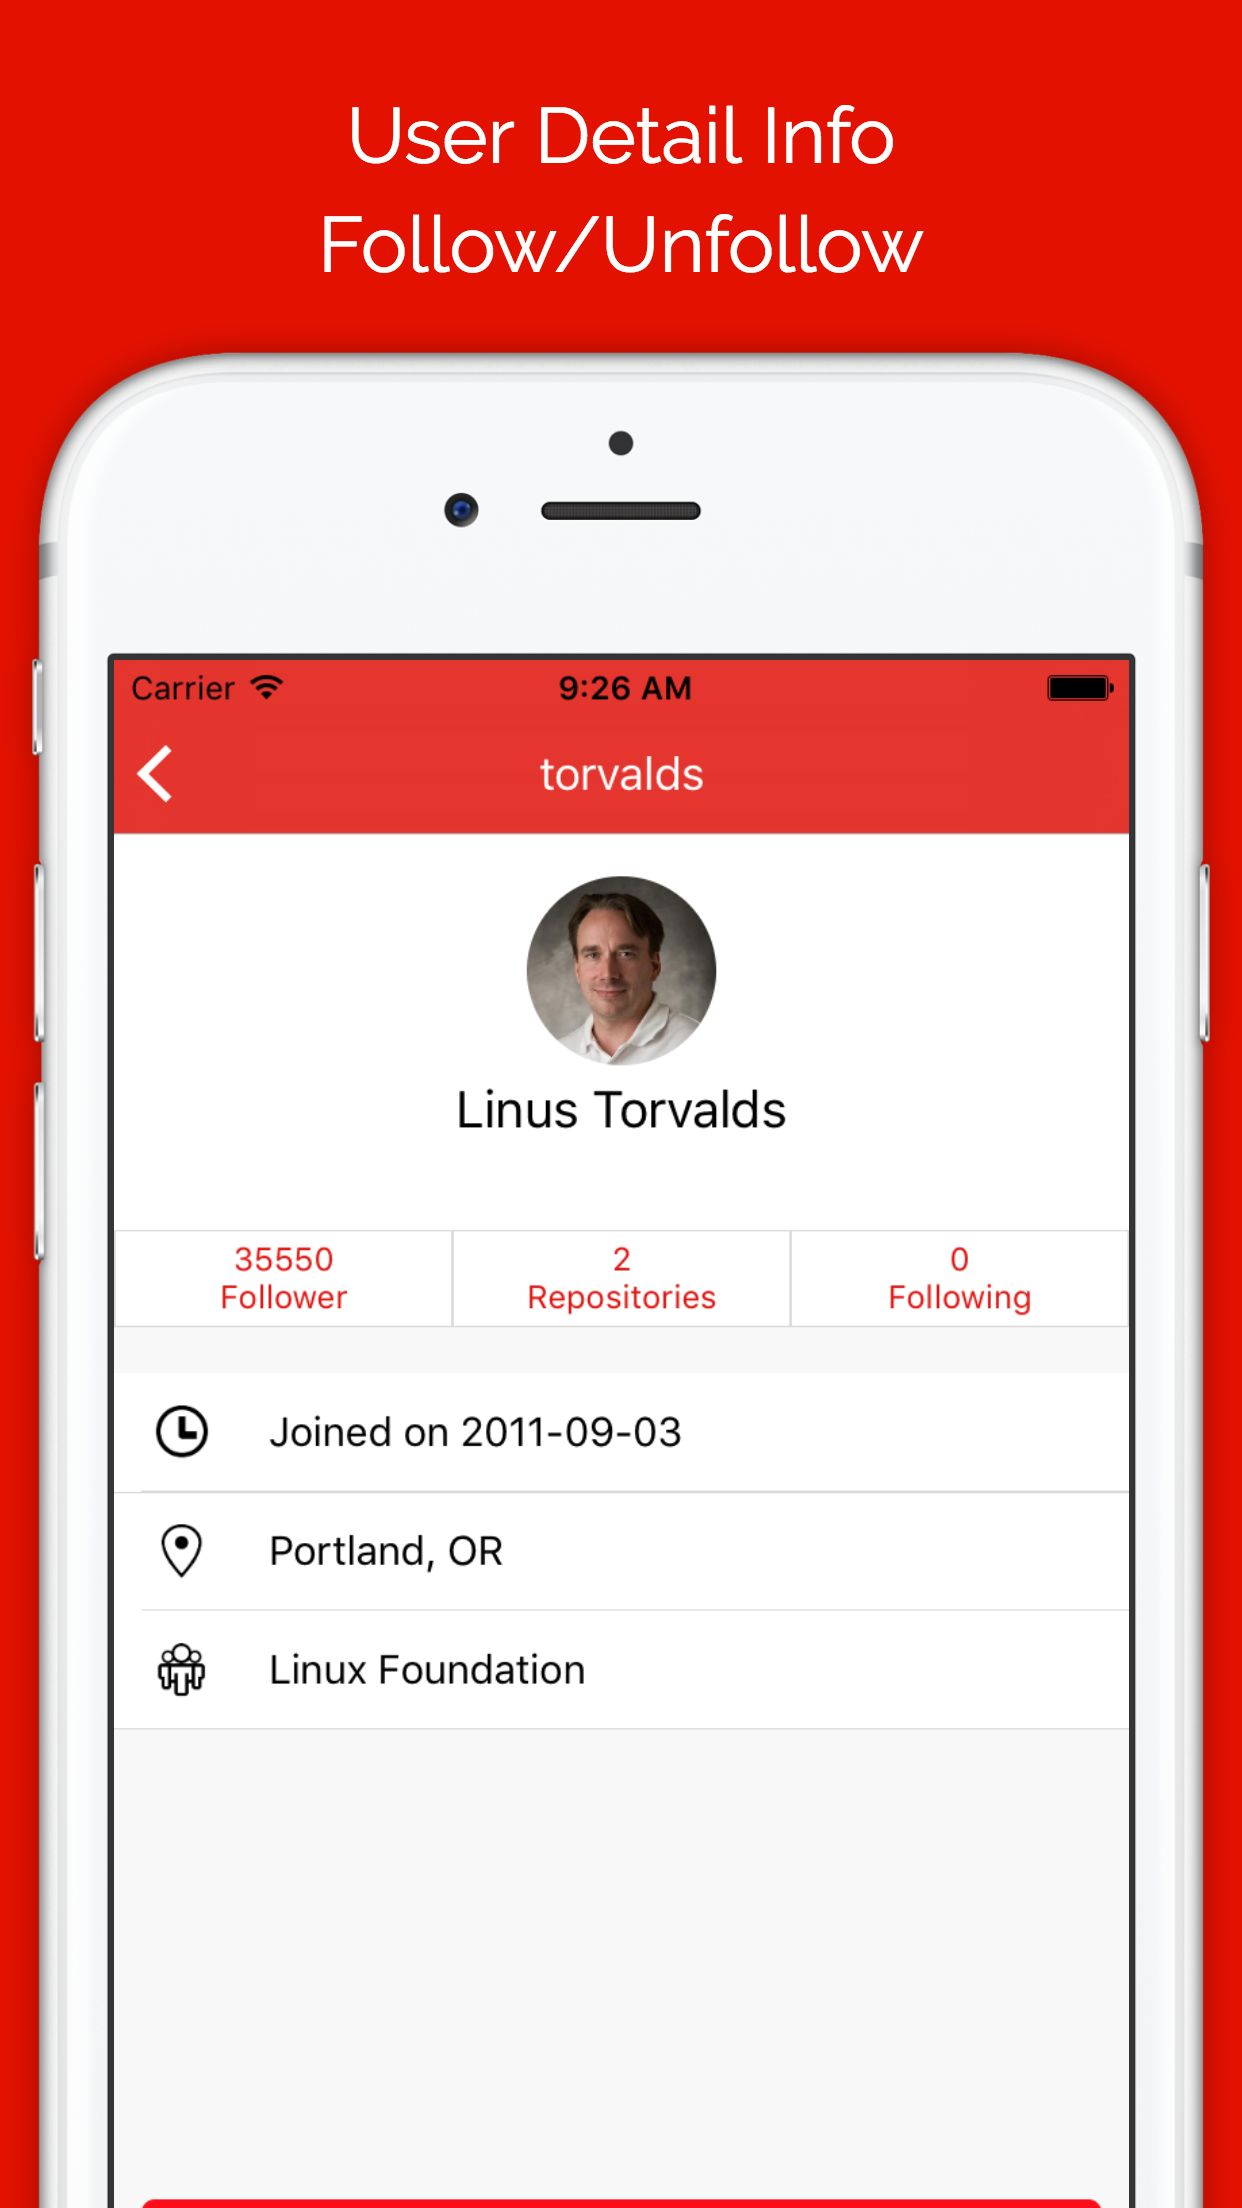 User Detail Info
Follow/Unfollow
Carrier 9:26 AM
torvalds
Linus Torvalds
35550 2 0
Follower Repositories Following
Joined on 2011-09-03
Portland, OR
Linux Foundation